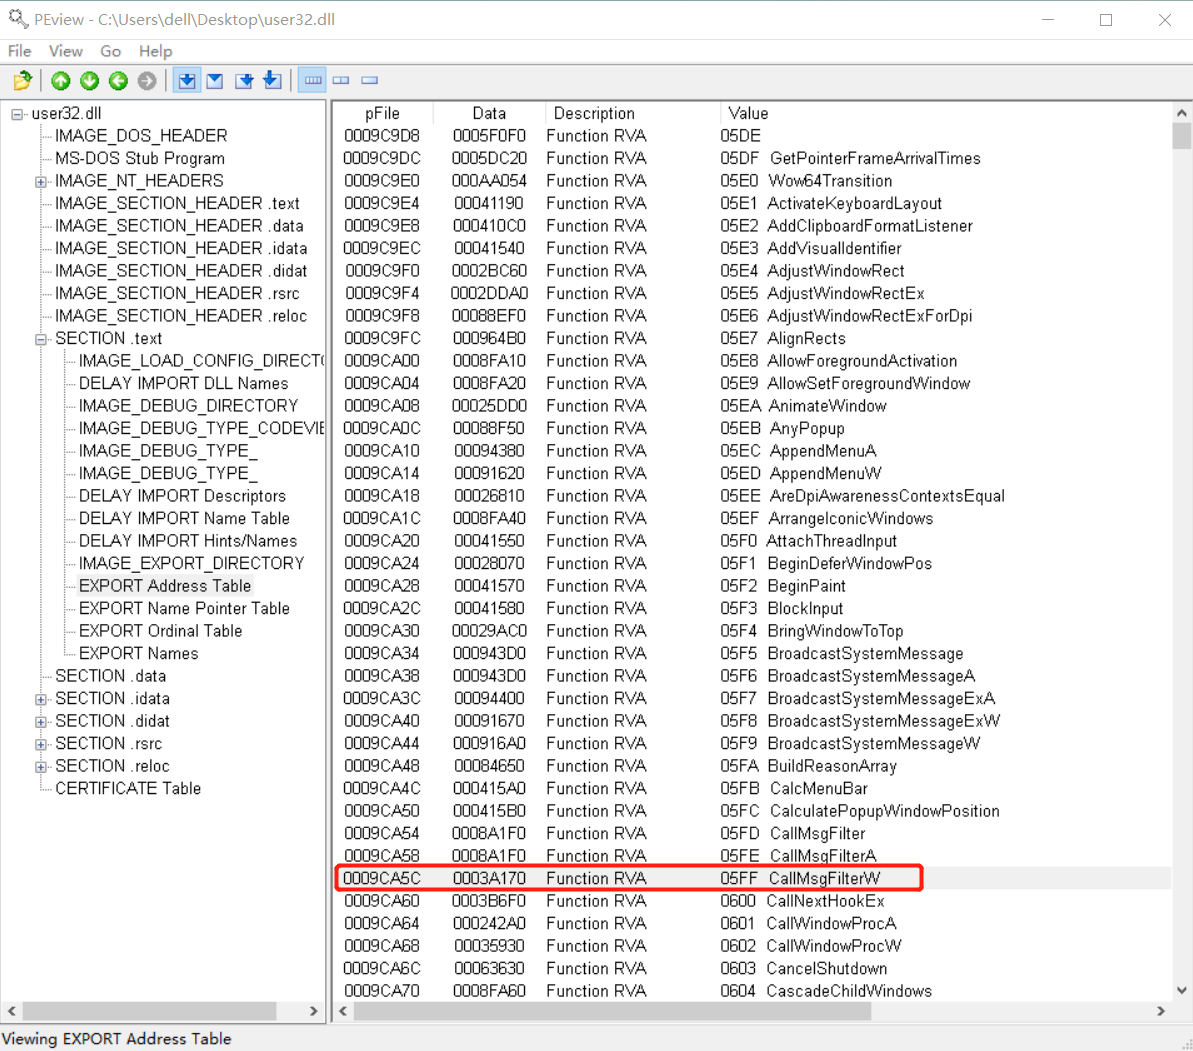 PEview - C:\Users\dell\Desktop\user32.dll
File View Go Help
user32.dll
IMAGE_DOS_HEADER
MS-DOS Stub Program
IMAGE_NT_HEADERS
IMAGE_SECTION_HEADER .text
IMAGE_SECTION_HEADER .data
IMAGE_SECTION_HEADER .idata
IMAGE_SECTION_HEADER .didat
IMAGE_SECTION_HEADER .rsrc
IMAGE_SECTION_HEADER .reloc
SECTION .text
IMAGE_LOAD_CONFIG_DIRECTO
DELAY IMPORT DLL Names
IMAGE_DEBUG_DIRECTORY
IMAGE_DEBUG_TYPE_CODEVIE
IMAGE_DEBUG_TYPE_
IMAGE_DEBUG_TYPE_
DELAY IMPORT Descriptors
DELAY IMPORT Name Table
DELAY IMPORT Hints/Names
IMAGE_EXPORT_DIRECTORY
EXPORT Address Table
EXPORT Name Pointer Table
EXPORT Ordinal Table
EXPORT Names
SECTION .data
SECTION .idata
SECTION .didat
SECTION .rsrc
SECTION .reloc
CERTIFICATE Table
pFile Data Description Value
0009C9D8 0005F0F0 Function RVA 05DE
0009C9DC 0005DC20 Function RVA 05DF GetPointerFrameArrivalTimes
0009C9E0 000AA054 Function RVA 05E0 Wow64Transition
0009C9E4 00041190 Function RVA 05E1 ActivateKeyboardLayout
0009C9E8 000410C0 Function RVA 05E2 AddClipboardFormatListener
0009C9EC 00041540 Function RVA 05E3 AddVisualIdentifier
0009C9F0 0002BC60 Function RVA 05E4 AdjustWindowRect
0009C9F4 0002DDA0 Function RVA 05E5 AdjustWindowRectEx
0009C9F8 00088EF0 Function RVA 05E6 AdjustWindowRectExForDpi
0009C9FC 000964B0 Function RVA 05E7 AlignRects
0009CA00 0008FA10 Function RVA 05E8 AllowForegroundActivation
0009CA04 0008FA20 Function RVA 05E9 AllowSetForegroundWindow
0009CA08 00025DD0 Function RVA 05EA AnimateWindow
0009CA0C 00088F50 Function RVA 05EB AnyPopup
0009CA10 00094380 Function RVA 05EC AppendMenuA
0009CA14 00091620 Function RVA 05ED AppendMenuW
0009CA18 00026810 Function RVA 05EE AreDpiAwarenessContextsEqual
0009CA1C 0008FA40 Function RVA 05EF ArrangeIconicWindows
0009CA20 00041550 Function RVA 05F0 AttachThreadInput
0009CA24 00028070 Function RVA 05F1 BeginDeferWindowPos
0009CA28 00041570 Function RVA 05F2 BeginPaint
0009CA2C 00041580 Function RVA 05F3 BlockInput
0009CA30 00029AC0 Function RVA 05F4 BringWindowToTop
0009CA34 000943D0 Function RVA 05F5 BroadcastSystemMessage
0009CA38 000943D0 Function RVA 05F6 BroadcastSystemMessageA
0009CA3C 00094400 Function RVA 05F7 BroadcastSystemMessageExA
0009CA40 00091670 Function RVA 05F8 BroadcastSystemMessageExW
0009CA44 000916A0 Function RVA 05F9 BroadcastSystemMessageW
0009CA48 00084650 Function RVA 05FA BuildReasonArray
0009CA4C 000415A0 Function RVA 05FB CalcMenuBar
0009CA50 000415B0 Function RVA 05FC CalculatePopupWindowPosition
0009CA54 0008A1F0 Function RVA 05FD CallMsgFilter
0009CA58 0008A1F0 Function RVA 05FE CallMsgFilterA
0009CA5C 0003A170 Function RVA 05FF CallMsgFilterW
0009CA60 0003B6F0 Function RVA 0600 CallNextHookEx
0009CA64 000242A0 Function RVA 0601 CallWindowProcA
0009CA68 00035930 Function RVA 0602 CallWindowProcW
0009CA6C 00063630 Function RVA 0603 CancelShutdown
0009CA70 0008FA60 Function RVA 0604 CascadeChildWindows
Viewing EXPORT Address Table